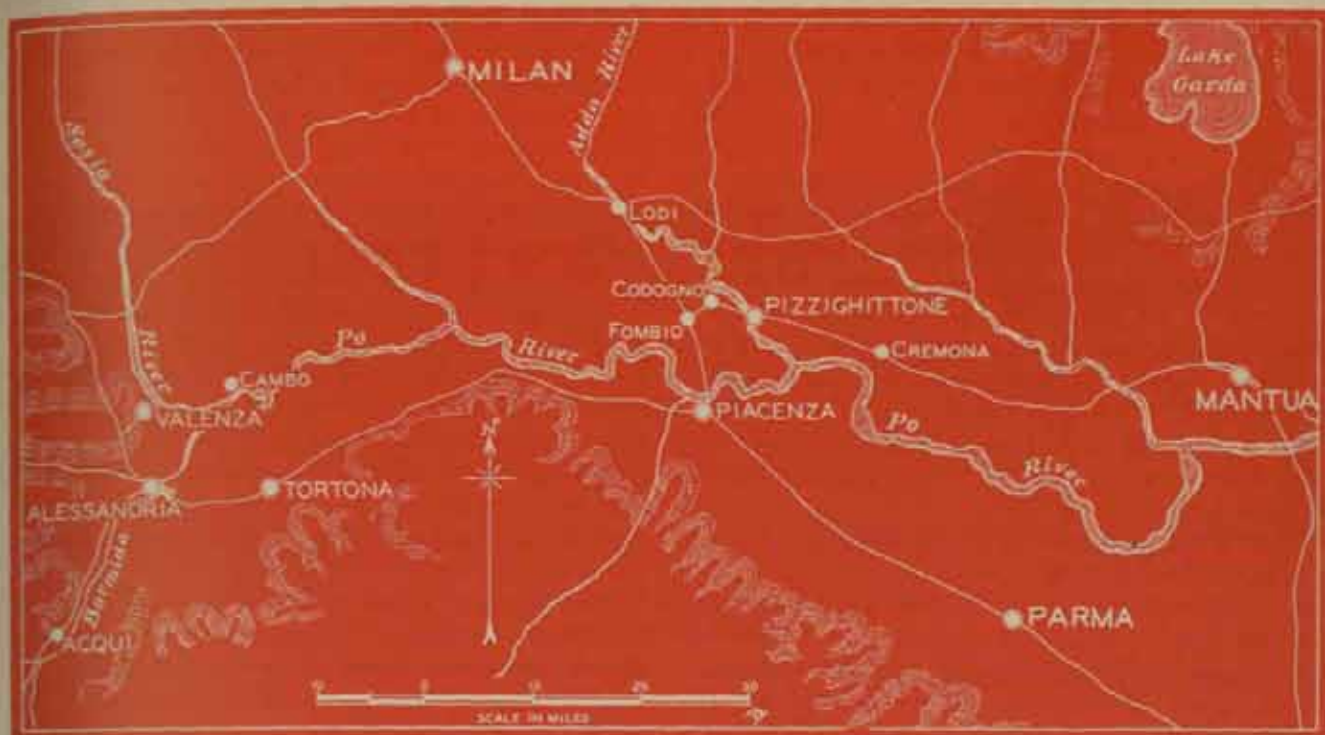 MILAN
Adda River
Lake
Garda
Sesia
River
LODI
CODOGNO
PIZZIGHITTONE
FOMBIO
Po
River
CREMONA
CAMBO
VALENZA
PIACENZA
MANTUA
Po
River
N
ALESSANDRIA
TORTONA
Bormida
PARMA
ACQUI
SCALE IN MILES